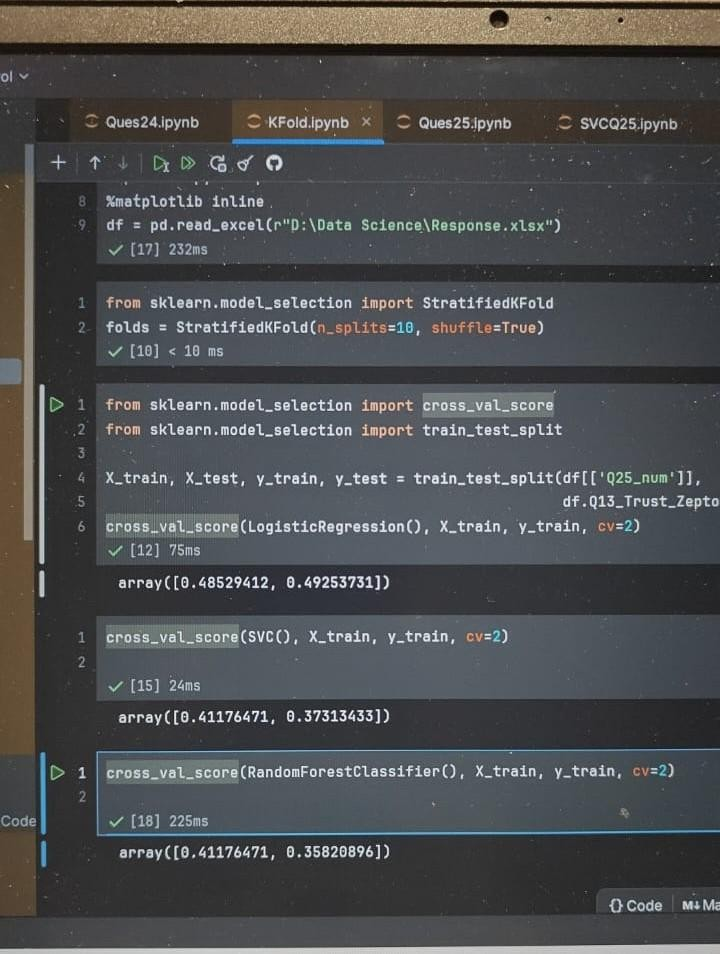 ol
Ques24.ipynb KFold.ipynb × Ques25.ipynb SVCQ25.ipynb
8 %matplotlib inline
9 df = pd.read_excel(r"D:\Data Science\Response.xlsx")
[17] 232ms
1 from sklearn.model_selection import StratifiedKFold
2 folds = StratifiedKFold(n_splits=10, shuffle=True)
[10] < 10 ms
1 from sklearn.model_selection import cross_val_score
2 from sklearn.model_selection import train_test_split
3
4 X_train, X_test, y_train, y_test = train_test_split(df[['Q25_num']],
5 df.Q13_Trust_Zepto
6 cross_val_score(LogisticRegression(), X_train, y_train, cv=2)
[12] 75ms
array([0.48529412, 0.49253731])
1 cross_val_score(SVC(), X_train, y_train, cv=2)
2
[15] 24ms
array([0.41176471, 0.37313433])
1 cross_val_score(RandomForestClassifier(), X_train, y_train, cv=2)
2
Code [18] 225ms
array([0.41176471, 0.35820896])
{} Code M↓ Ma